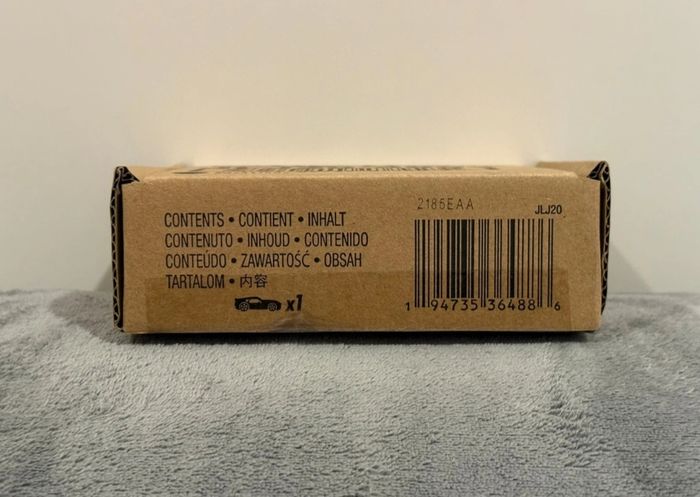 CONTENTS • CONTIENT • INHALT
CONTENUTO • INHOUD • CONTENIDO
CONTEÚDO • ZAWARTOŚĆ • OBSAH
TARTALOM • 内容
x1
2185EAA
JLJ20
1 94735 36488 6